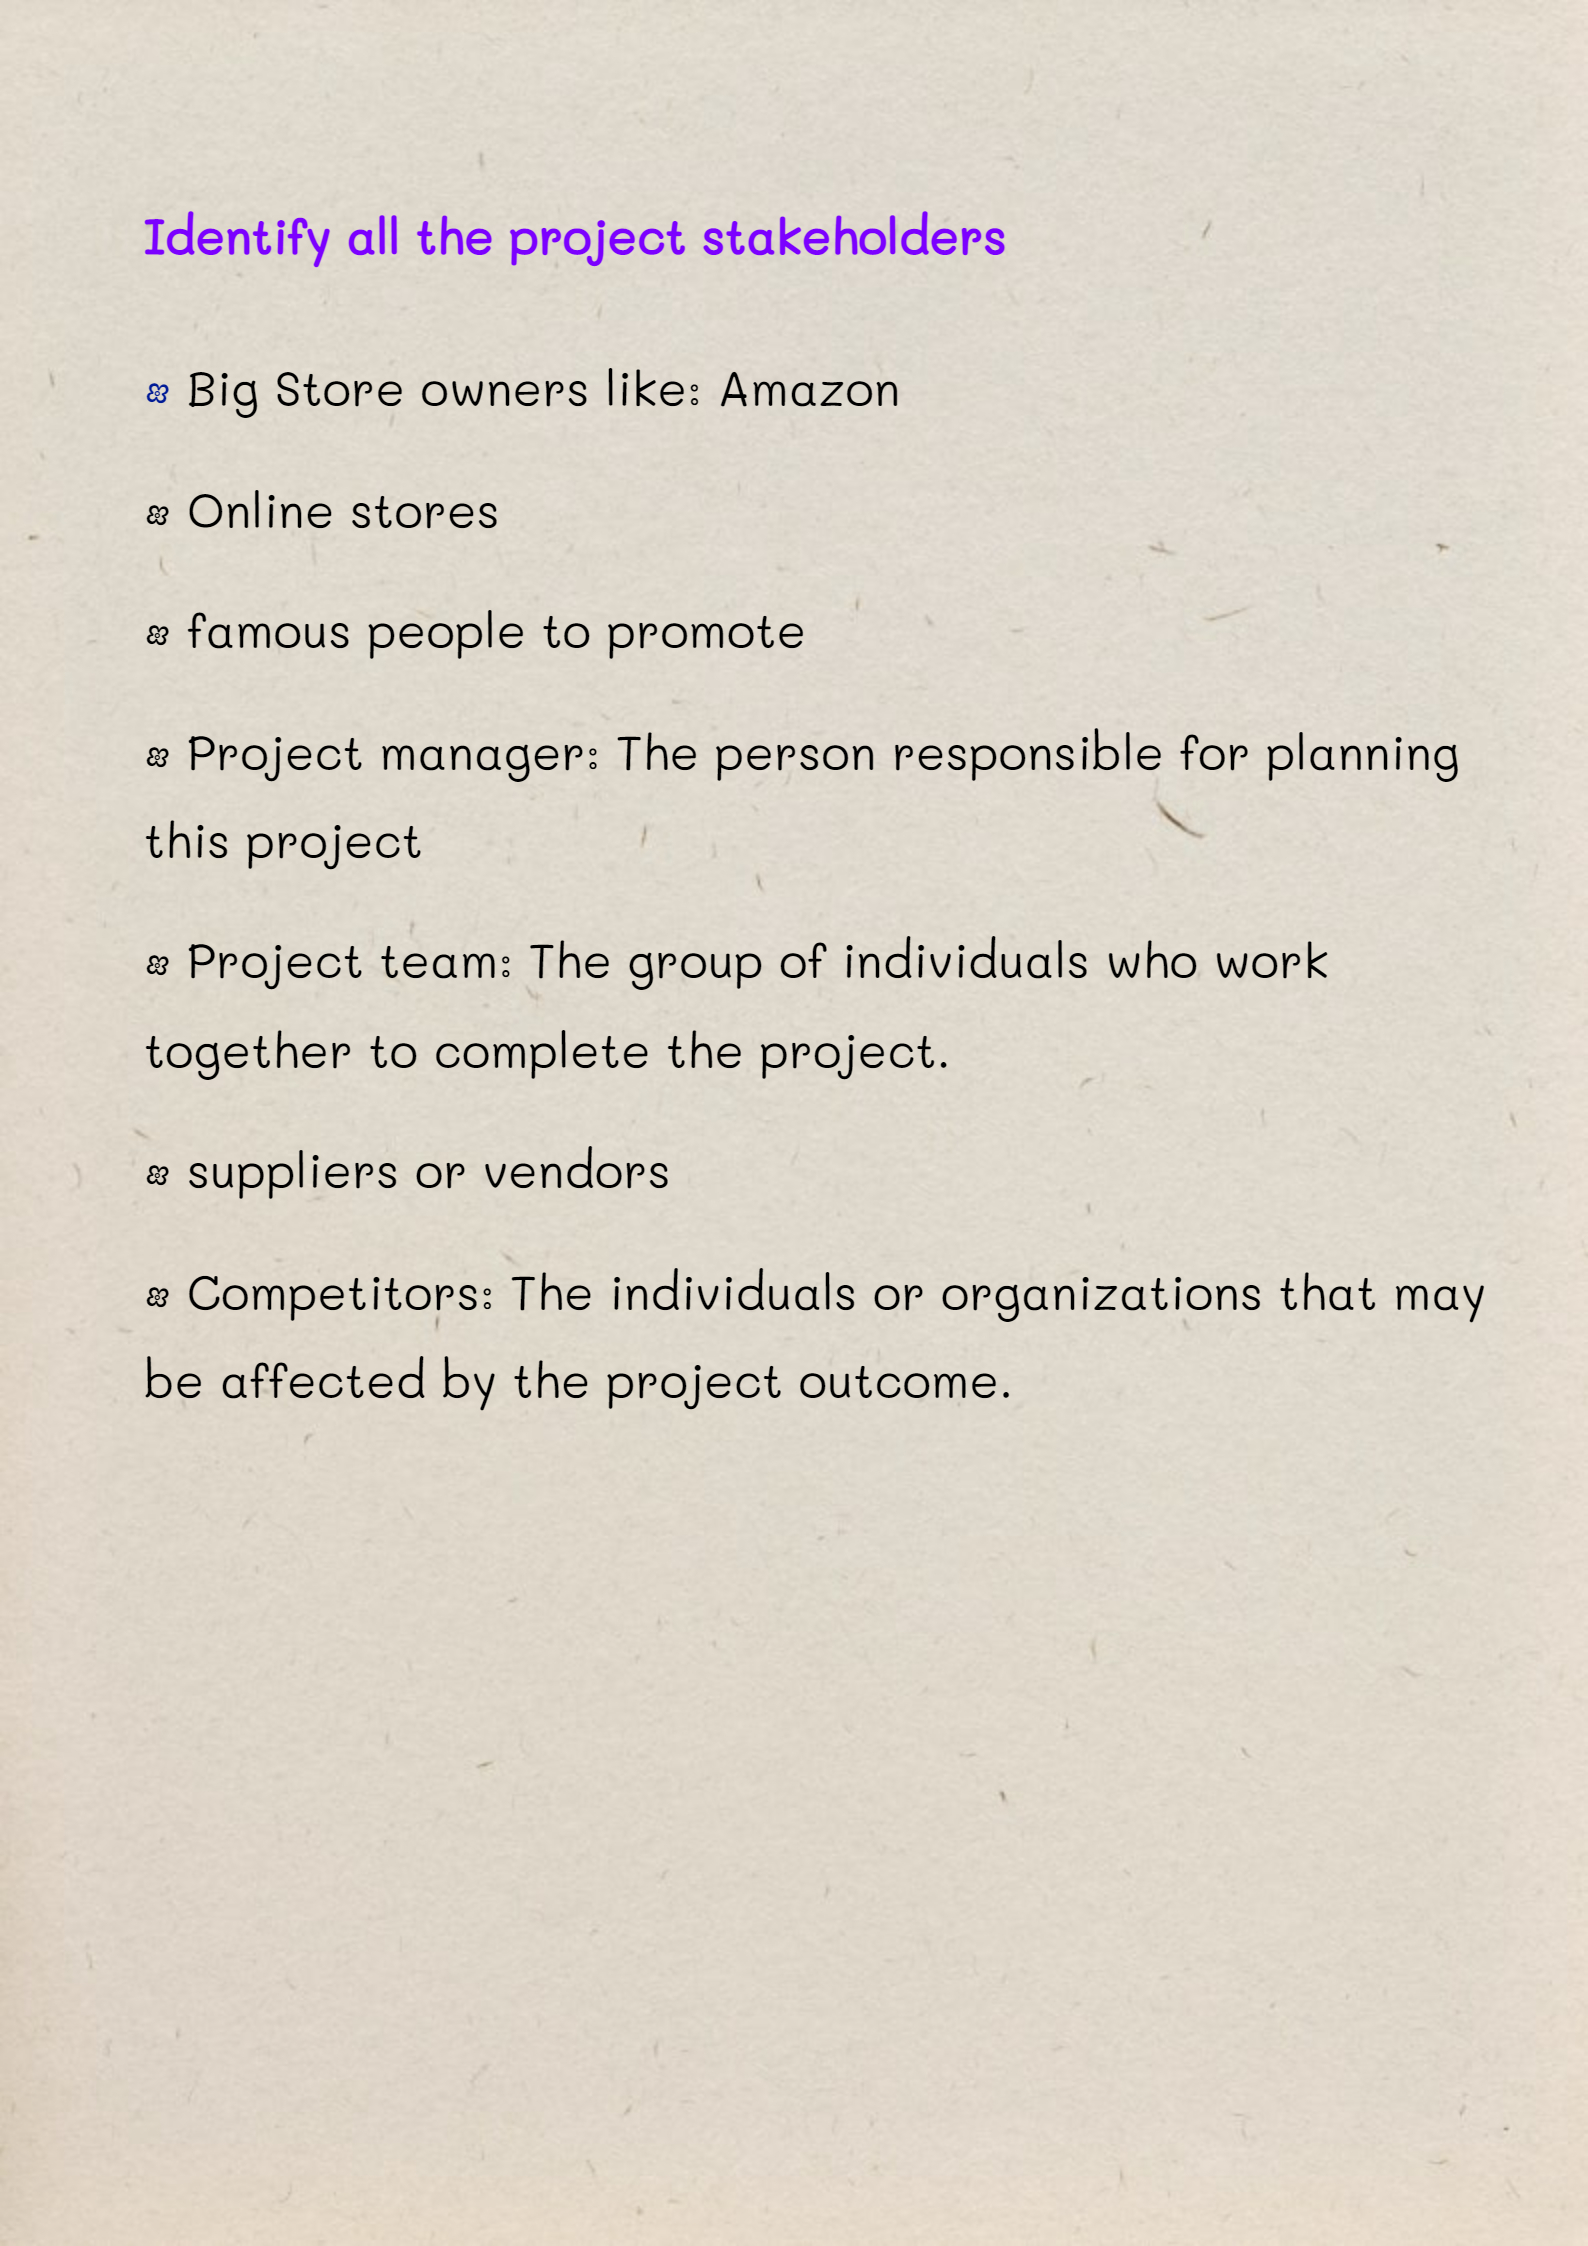 Identify all the project stakeholders
Big Store owners like: Amazon
Online stores
famous people to promote
Project manager: The person responsible for planning
this project
Project team: The group of individuals who work
together to complete the project.
suppliers or vendors
Competitors: The individuals or organizations that may
be affected by the project outcome.